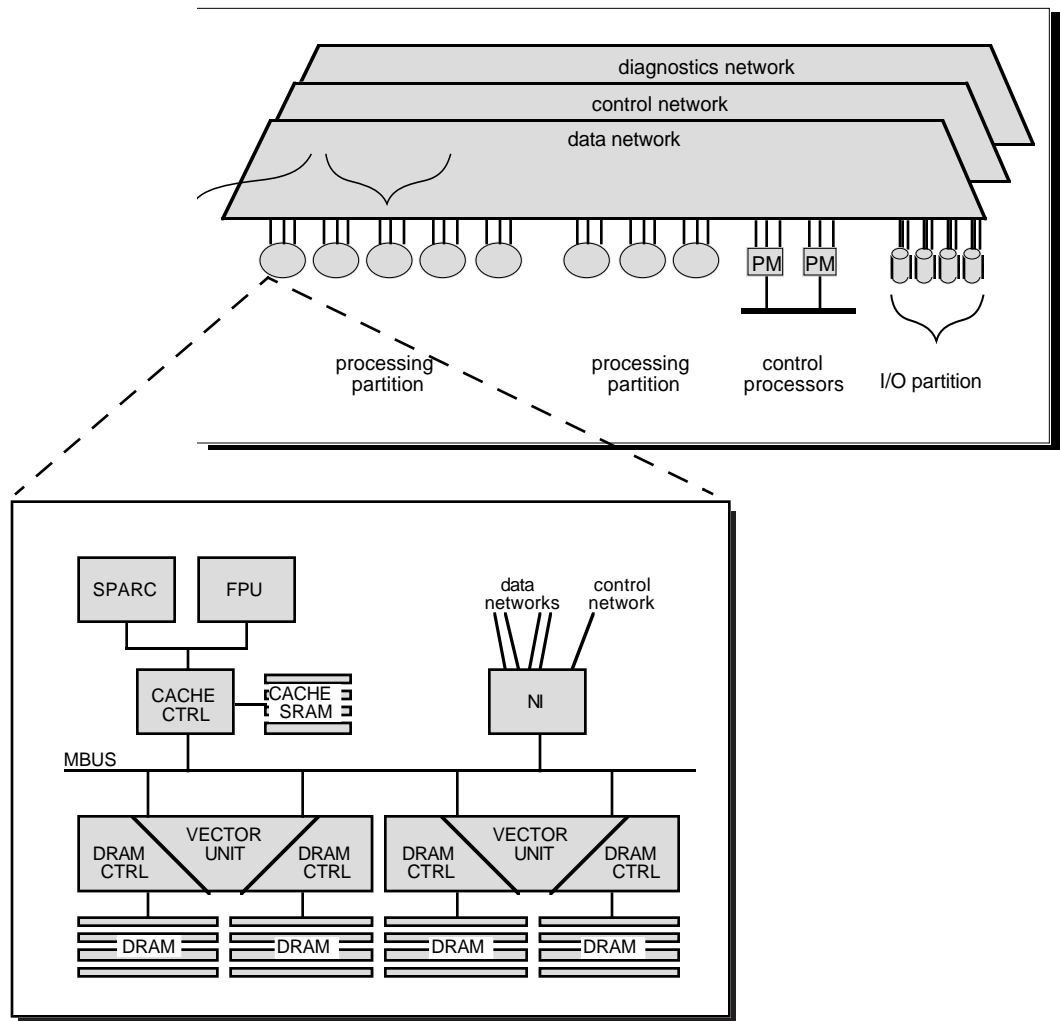 diagnostics network
control network
data network
PM
PM
processing
partition
processing
partition
control
processors
I/O partition
SPARC
FPU
data
networks
control
network
CACHE
CTRL
CACHE
SRAM
NI
MBUS
DRAM
CTRL
VECTOR
UNIT
DRAM
CTRL
DRAM
CTRL
VECTOR
UNIT
DRAM
CTRL
DRAM
DRAM
DRAM
DRAM